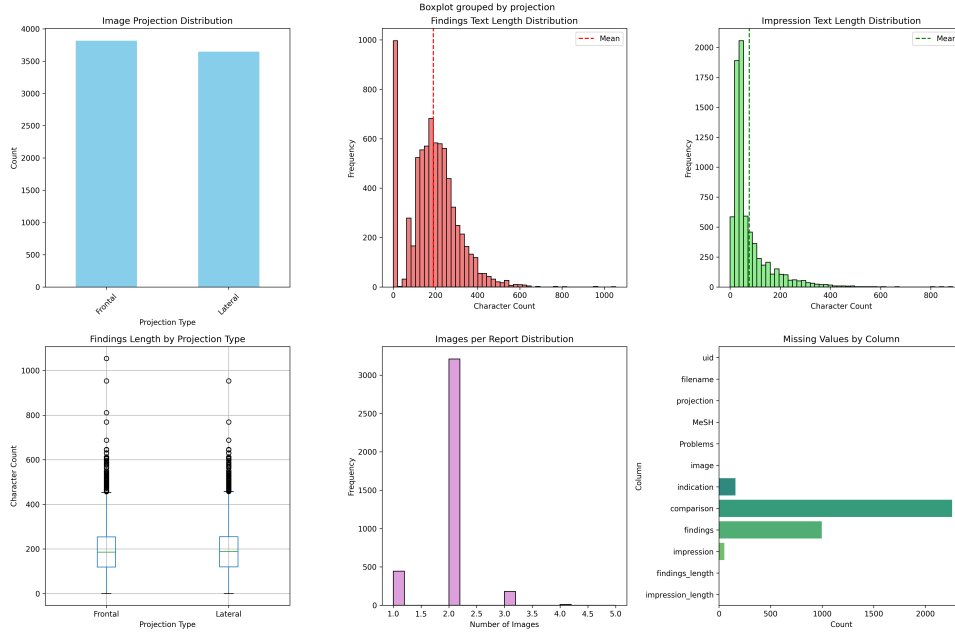 Boxplot grouped by projection
Image Projection Distribution
4000
3500
3000
2500
2000
1500
1000
500
0
Count
Frontal
Lateral
Projection Type
Findings Text Length Distribution
Mean
1000
800
600
400
200
0
Frequency
0 200 400 600 800 1000
Character Count
Impression Text Length Distribution
Mean
2000
1750
1500
1250
1000
750
500
250
0
Frequency
0 200 400 600 800
Character Count
Findings Length by Projection Type
1000
800
600
400
200
0
Character Count
Frontal Lateral
Projection Type
Images per Report Distribution
3000
2500
2000
1500
1000
500
0
Frequency
1.0 1.5 2.0 2.5 3.0 3.5 4.0 4.5 5.0
Number of Images
Missing Values by Column
uid
filename
projection
MeSH
Problems
image
indication
comparison
findings
impression
findings_length
impression_length
Column
0 500 1000 1500 2000
Count